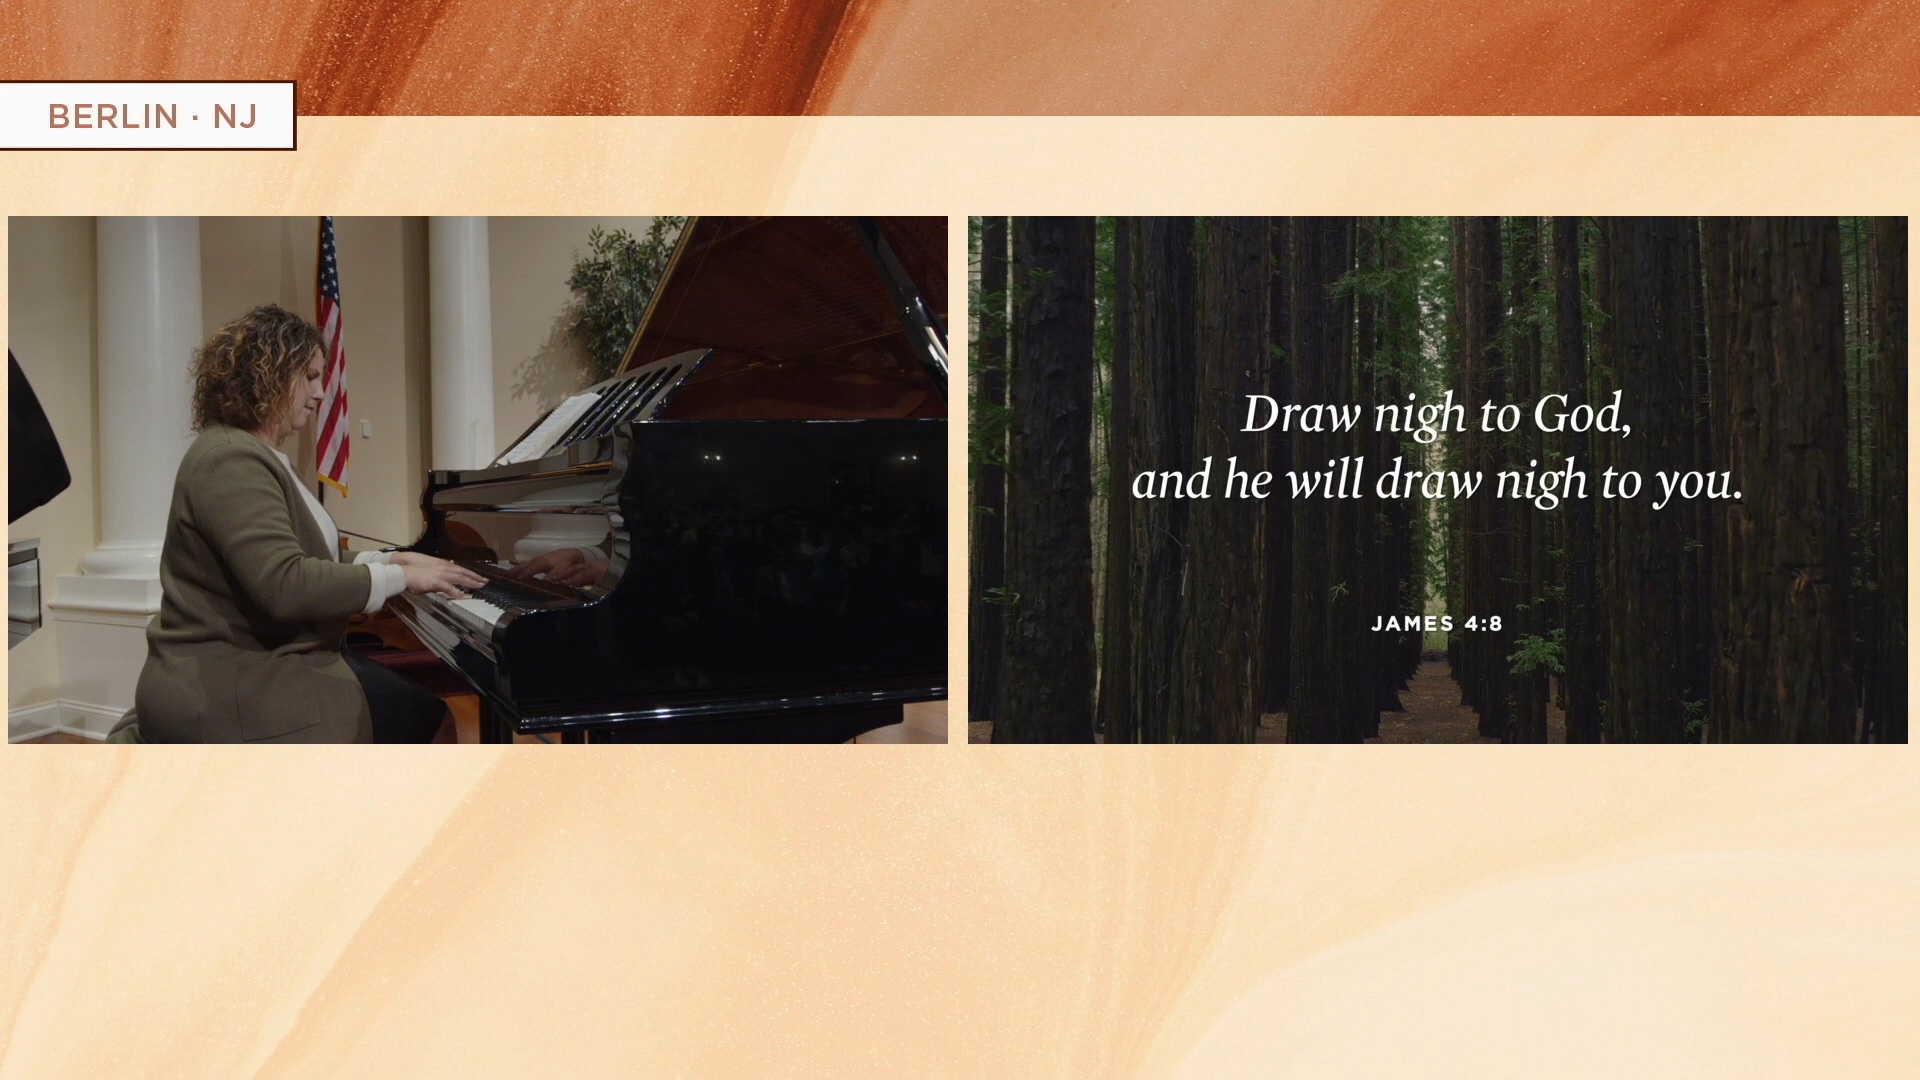 BERLIN · NJ
Draw nigh to God,
and he will draw nigh to you.
JAMES 4:8